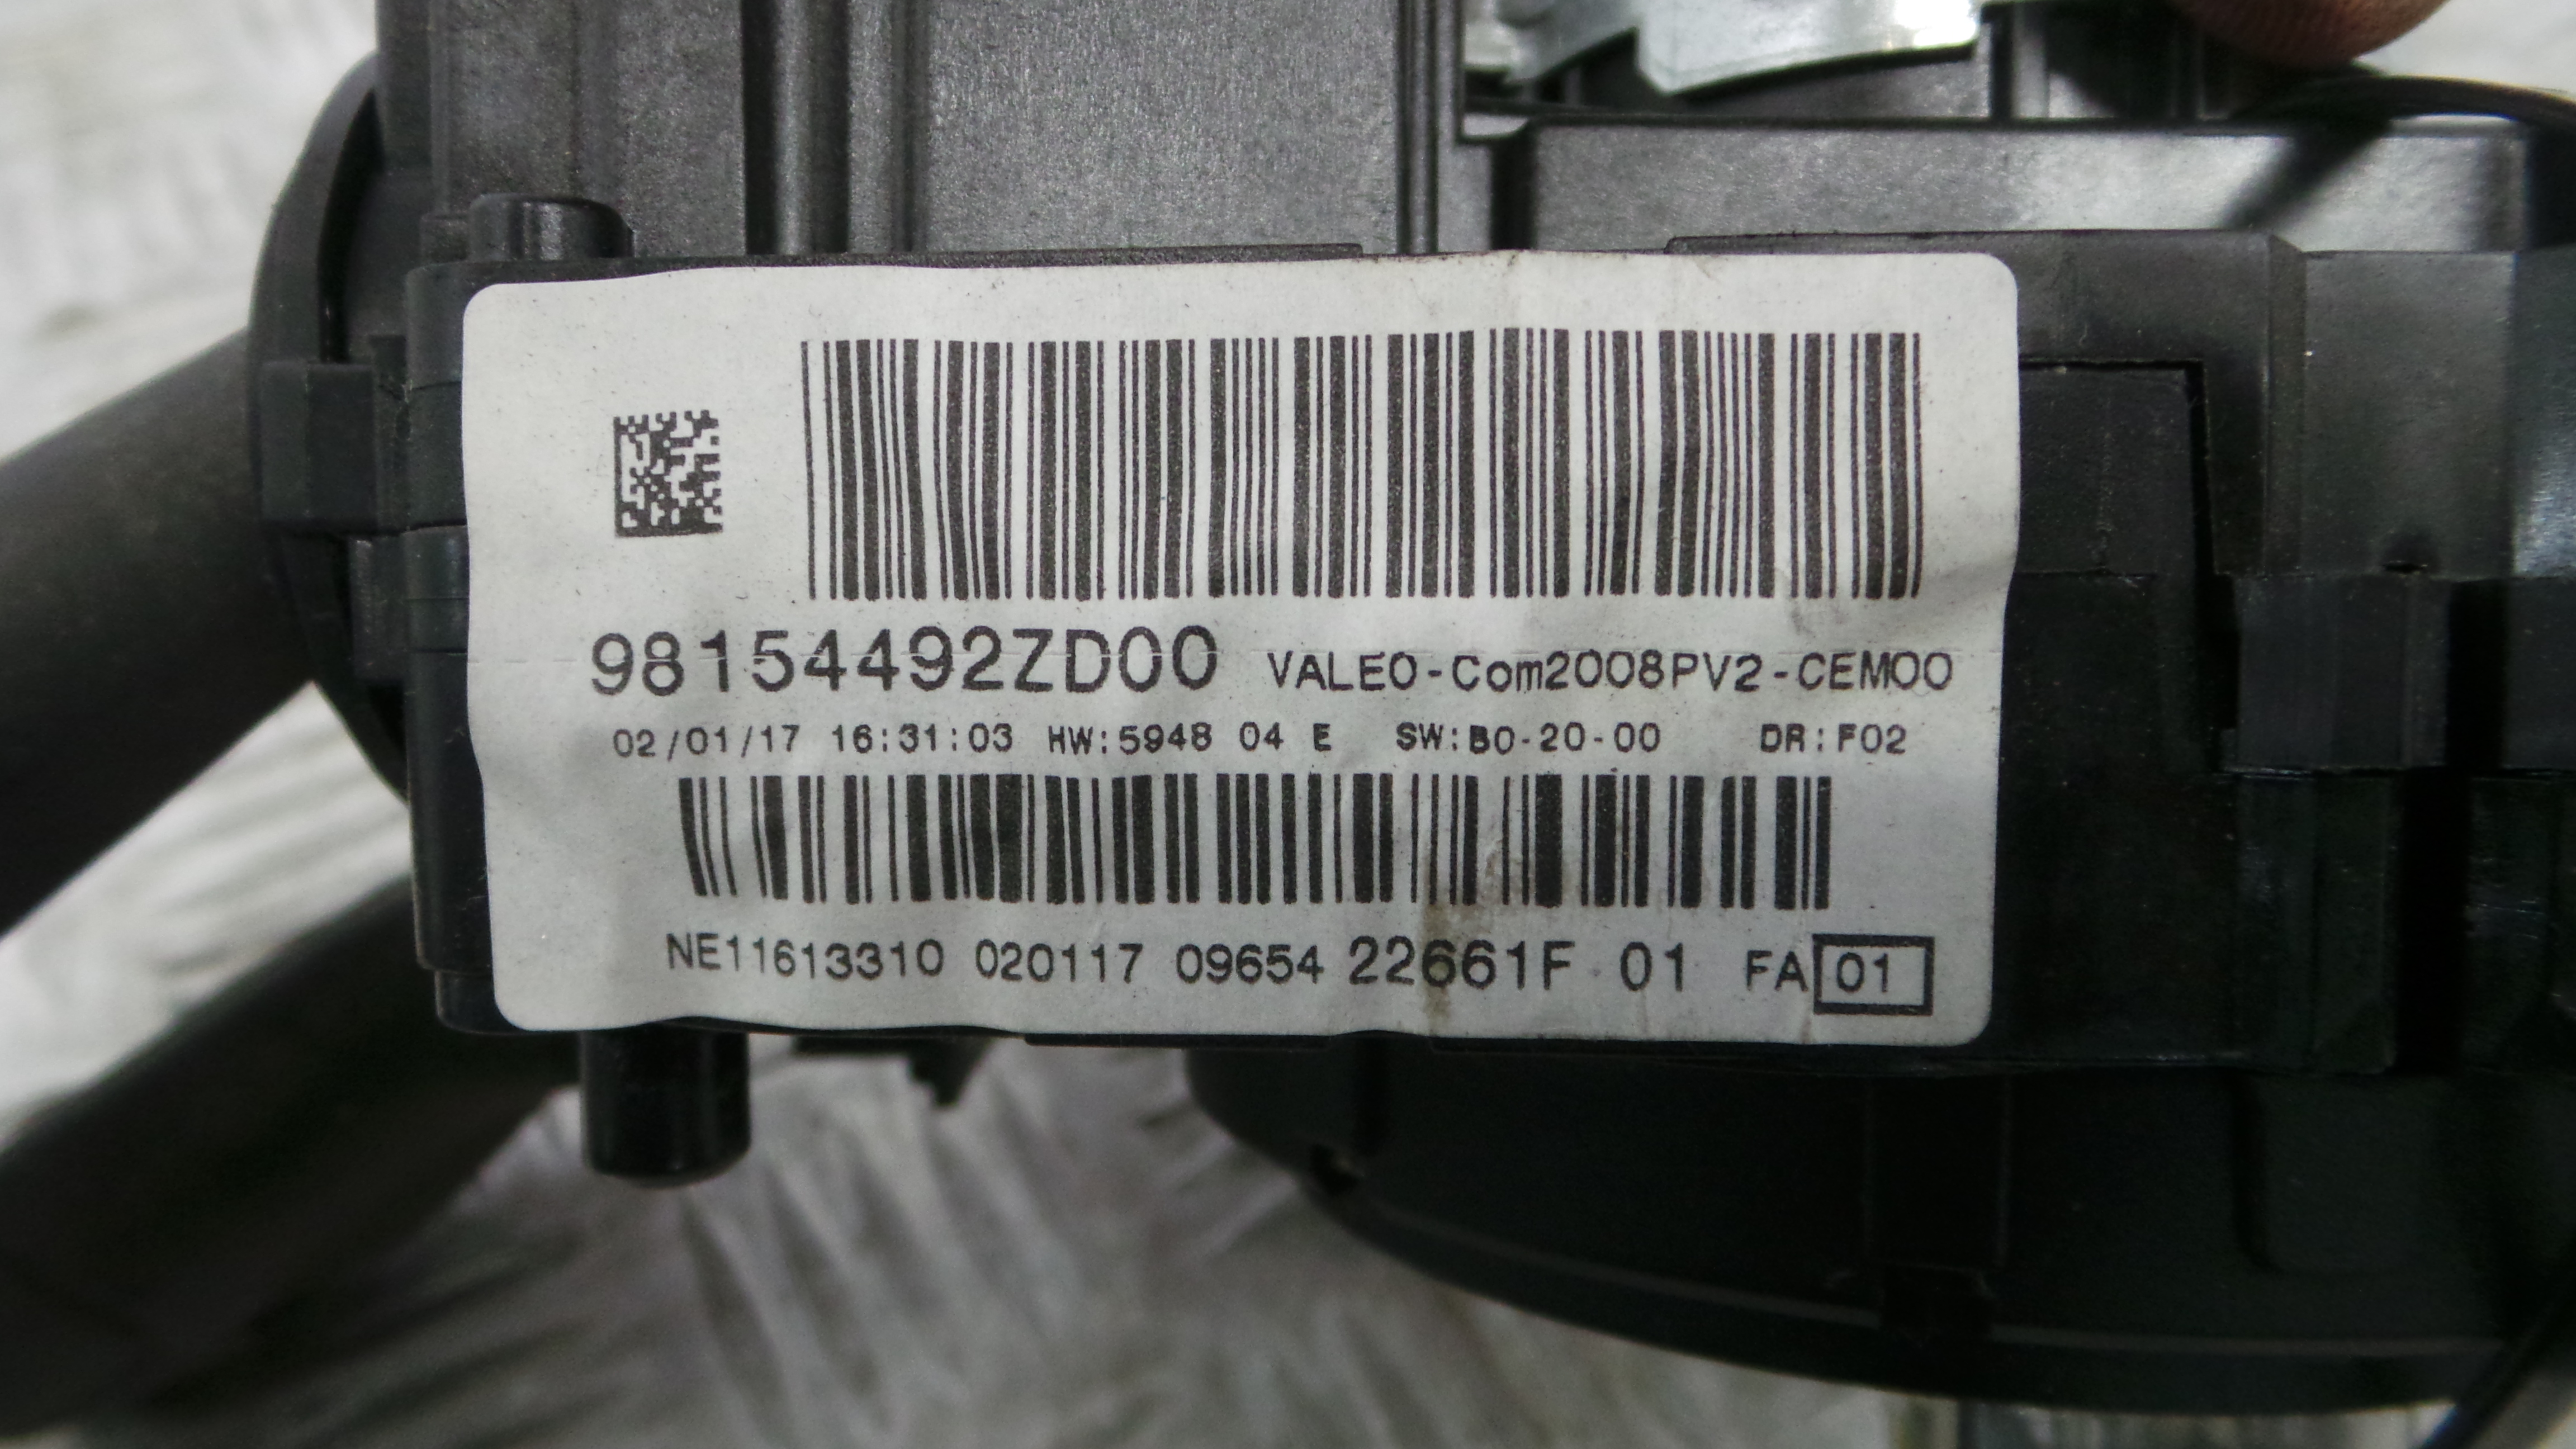 98154492ZD00 VALEO-Com2008PV2-CEM00
02/01/17 16:31:03 HW:5948 04 E SW:B0-20-00 DR:F02
NE11613310 020117 09654 22661F 01 FA 01